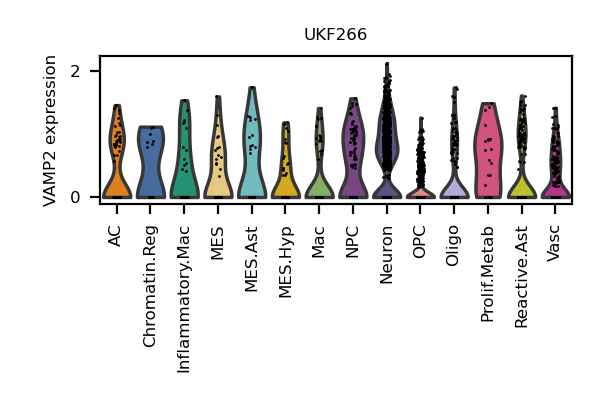 UKF266
VAMP2 expression
2
0
AC
Chromatin.Reg
Inflammatory.Mac
MES
MES.Ast
MES.Hyp
Mac
NPC
Neuron
OPC
Oligo
Prolif.Metab
Reactive.Ast
Vasc